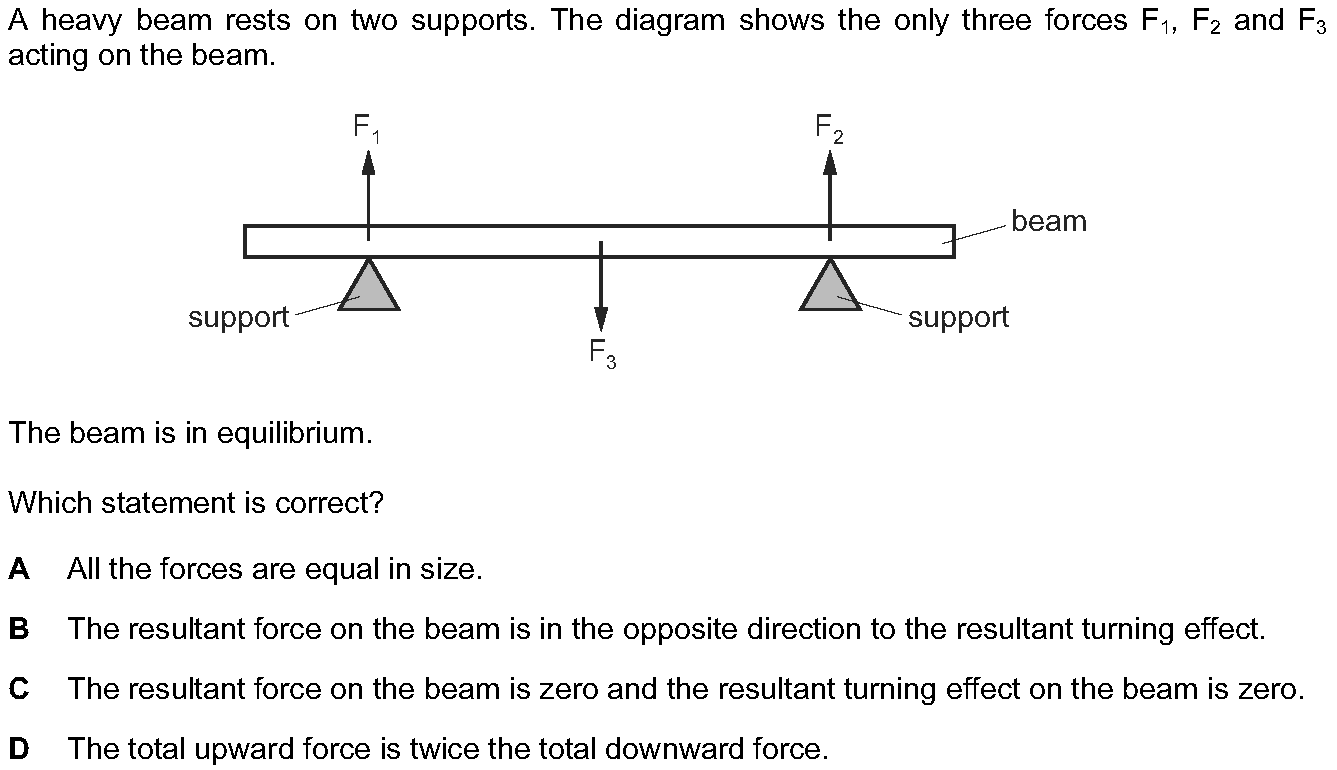 A heavy beam rests on two supports. The diagram shows the only three forces F₁, F₂ and F₃
acting on the beam.
F₁
F₂
beam
support
support
F₃
The beam is in equilibrium.
Which statement is correct?
A All the forces are equal in size.
B The resultant force on the beam is in the opposite direction to the resultant turning effect.
C The resultant force on the beam is zero and the resultant turning effect on the beam is zero.
D The total upward force is twice the total downward force.